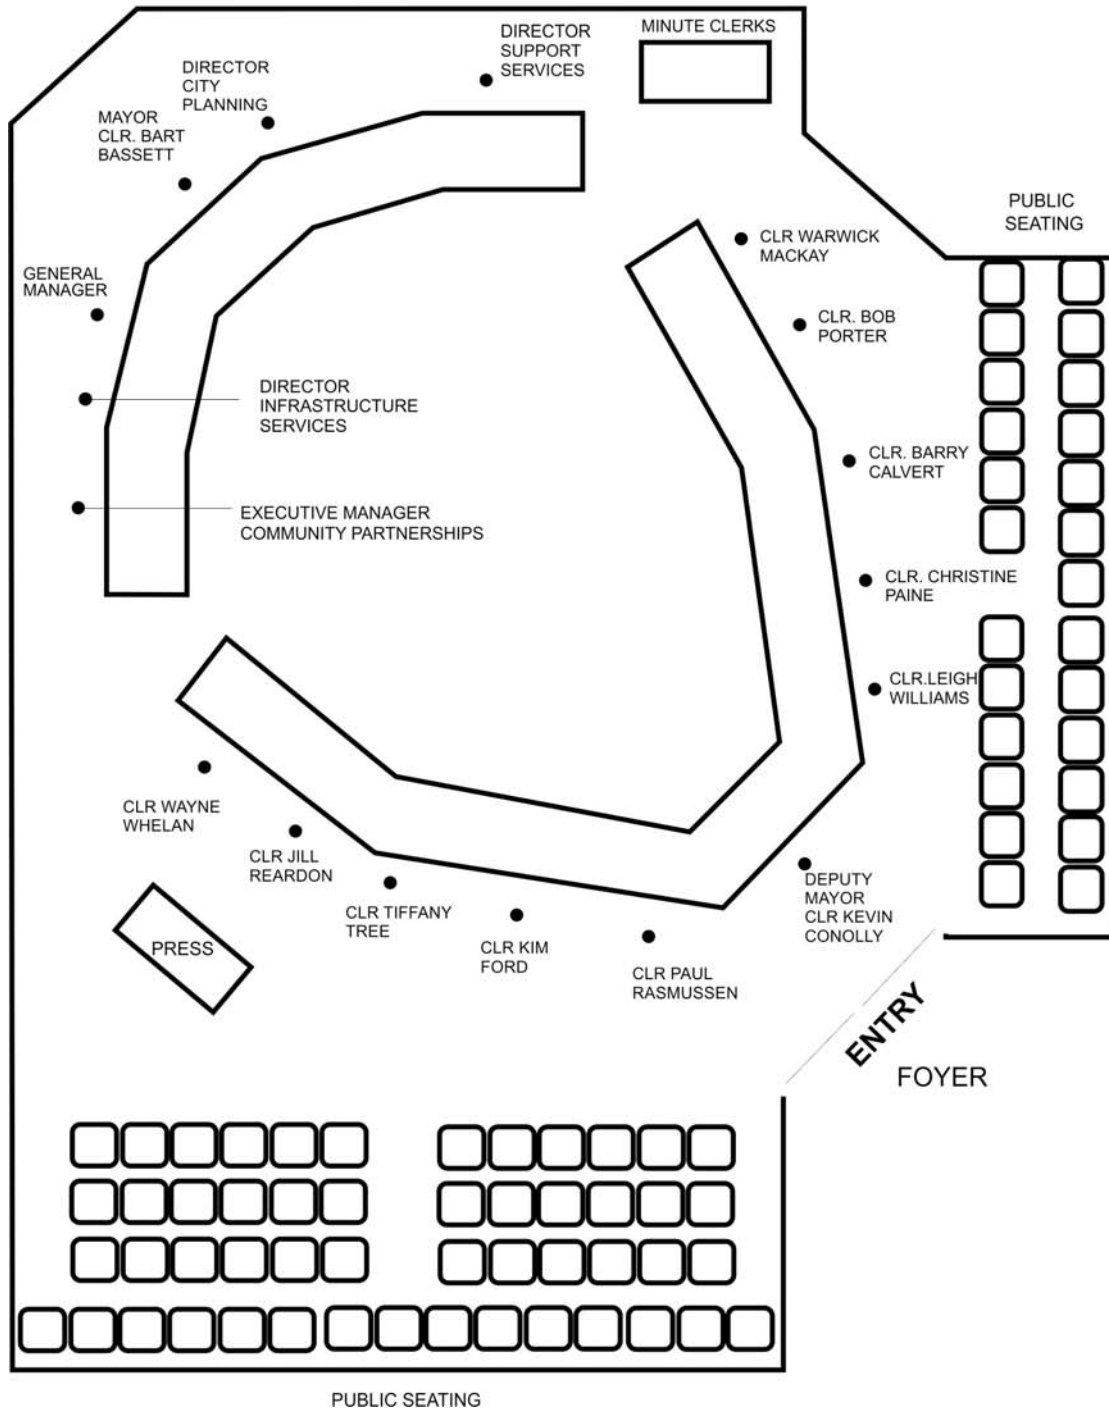 MINUTE CLERKS
DIRECTOR
SUPPORT
SERVICES
DIRECTOR
CITY
PLANNING
MAYOR
CLR. BART
BASSETT
PUBLIC
SEATING
CLR WARWICK
MACKAY
GENERAL
MANAGER
CLR. BOB
PORTER
DIRECTOR
INFRASTRUCTURE
SERVICES
CLR. BARRY
CALVERT
EXECUTIVE MANAGER
COMMUNITY PARTNERSHIPS
CLR. CHRISTINE
PAINE
CLR.LEIGH
WILLIAMS
CLR WAYNE
WHELAN
CLR JILL
REARDON
CLR TIFFANY
TREE
CLR KIM
FORD
CLR PAUL
RASMUSSEN
DEPUTY
MAYOR
CLR KEVIN
CONOLLY
PRESS
ENTRY
FOYER
PUBLIC SEATING